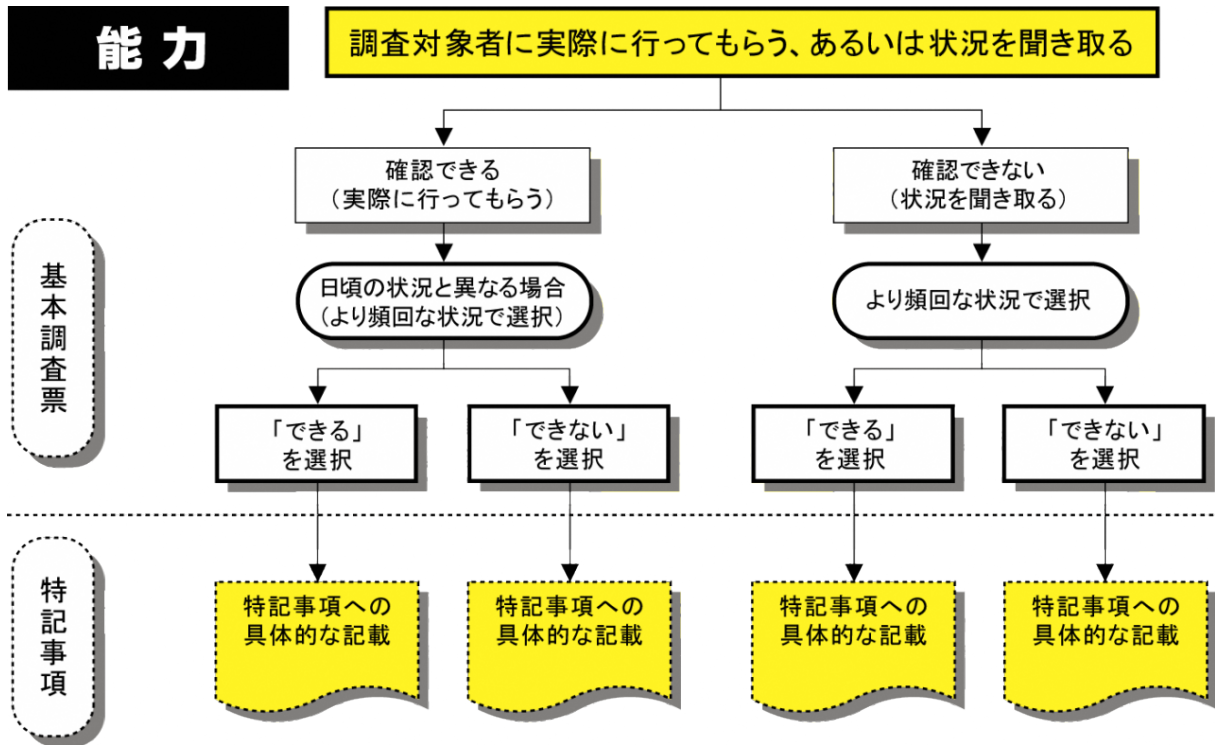 能力
調査対象者に実際に行ってもらう、あるいは状況を聞き取る
確認できる
(実際に行ってもらう)
確認できない
(状況を聞き取る)
基本調査票
日頃の状況と異なる場合
(より頻回な状況で選択)
より頻回な状況で選択
「できる」
を選択
「できない」
を選択
「できる」
を選択
「できない」
を選択
特記事項
特記事項への
具体的な記載
特記事項への
具体的な記載
特記事項への
具体的な記載
特記事項への
具体的な記載